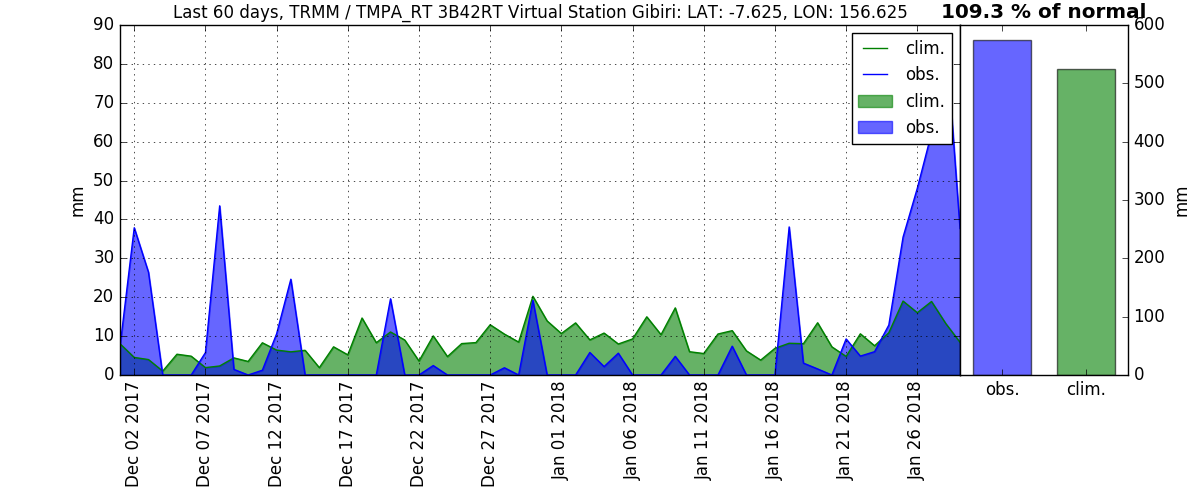 Last 60 days, TRMM / TMPA_RT 3B42RT Virtual Station Gibiri: LAT: -7.625, LON: 156.625
109.3 % of normal
90
80
70
60
50
40
30
20
10
0
mm
clim.
obs.
clim.
obs.
600
500
400
300
200
100
0
mm
obs.
clim.
Dec 02 2017
Dec 07 2017
Dec 12 2017
Dec 17 2017
Dec 22 2017
Dec 27 2017
Jan 01 2018
Jan 06 2018
Jan 11 2018
Jan 16 2018
Jan 21 2018
Jan 26 2018